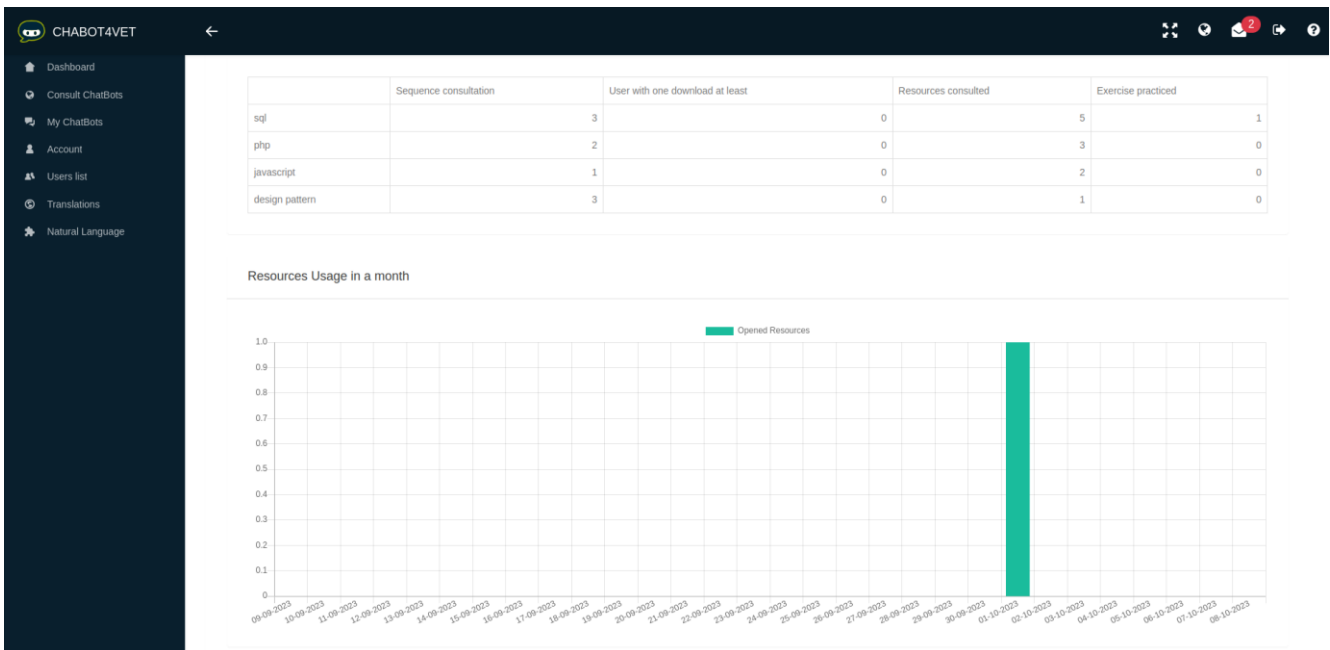 CHABOT4VET
2
Dashboard
Consult ChatBots
My ChatBots
Account
Users list
Translations
Natural Language
Sequence consultation User with one download at least Resources consulted Exercise practiced
sql 3 0 5 1
php 2 0 3 0
javascript 1 0 2 0
design pattern 3 0 1 0
Resources Usage in a month
Opened Resources
1.0
0.9
0.8
0.7
0.6
0.5
0.4
0.3
0.2
0.1
0
09-09-2023 10-09-2023 11-09-2023 12-09-2023 13-09-2023 14-09-2023 15-09-2023 16-09-2023 17-09-2023 18-09-2023 19-09-2023 20-09-2023 21-09-2023 22-09-2023 23-09-2023 24-09-2023 25-09-2023 26-09-2023 27-09-2023 28-09-2023 29-09-2023 30-09-2023 01-10-2023 02-10-2023 03-10-2023 04-10-2023 05-10-2023 06-10-2023 07-10-2023 08-10-2023